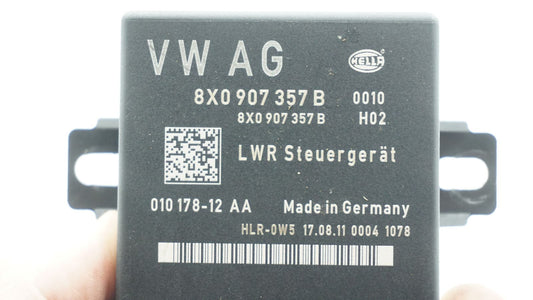 VW AG HELLA
8X0 907 357 B 0010
8X0 907 357 B H02
LWR Steuergerät
010 178-12 AA Made in Germany
HLR-0W5 17.08.11 0004 1078